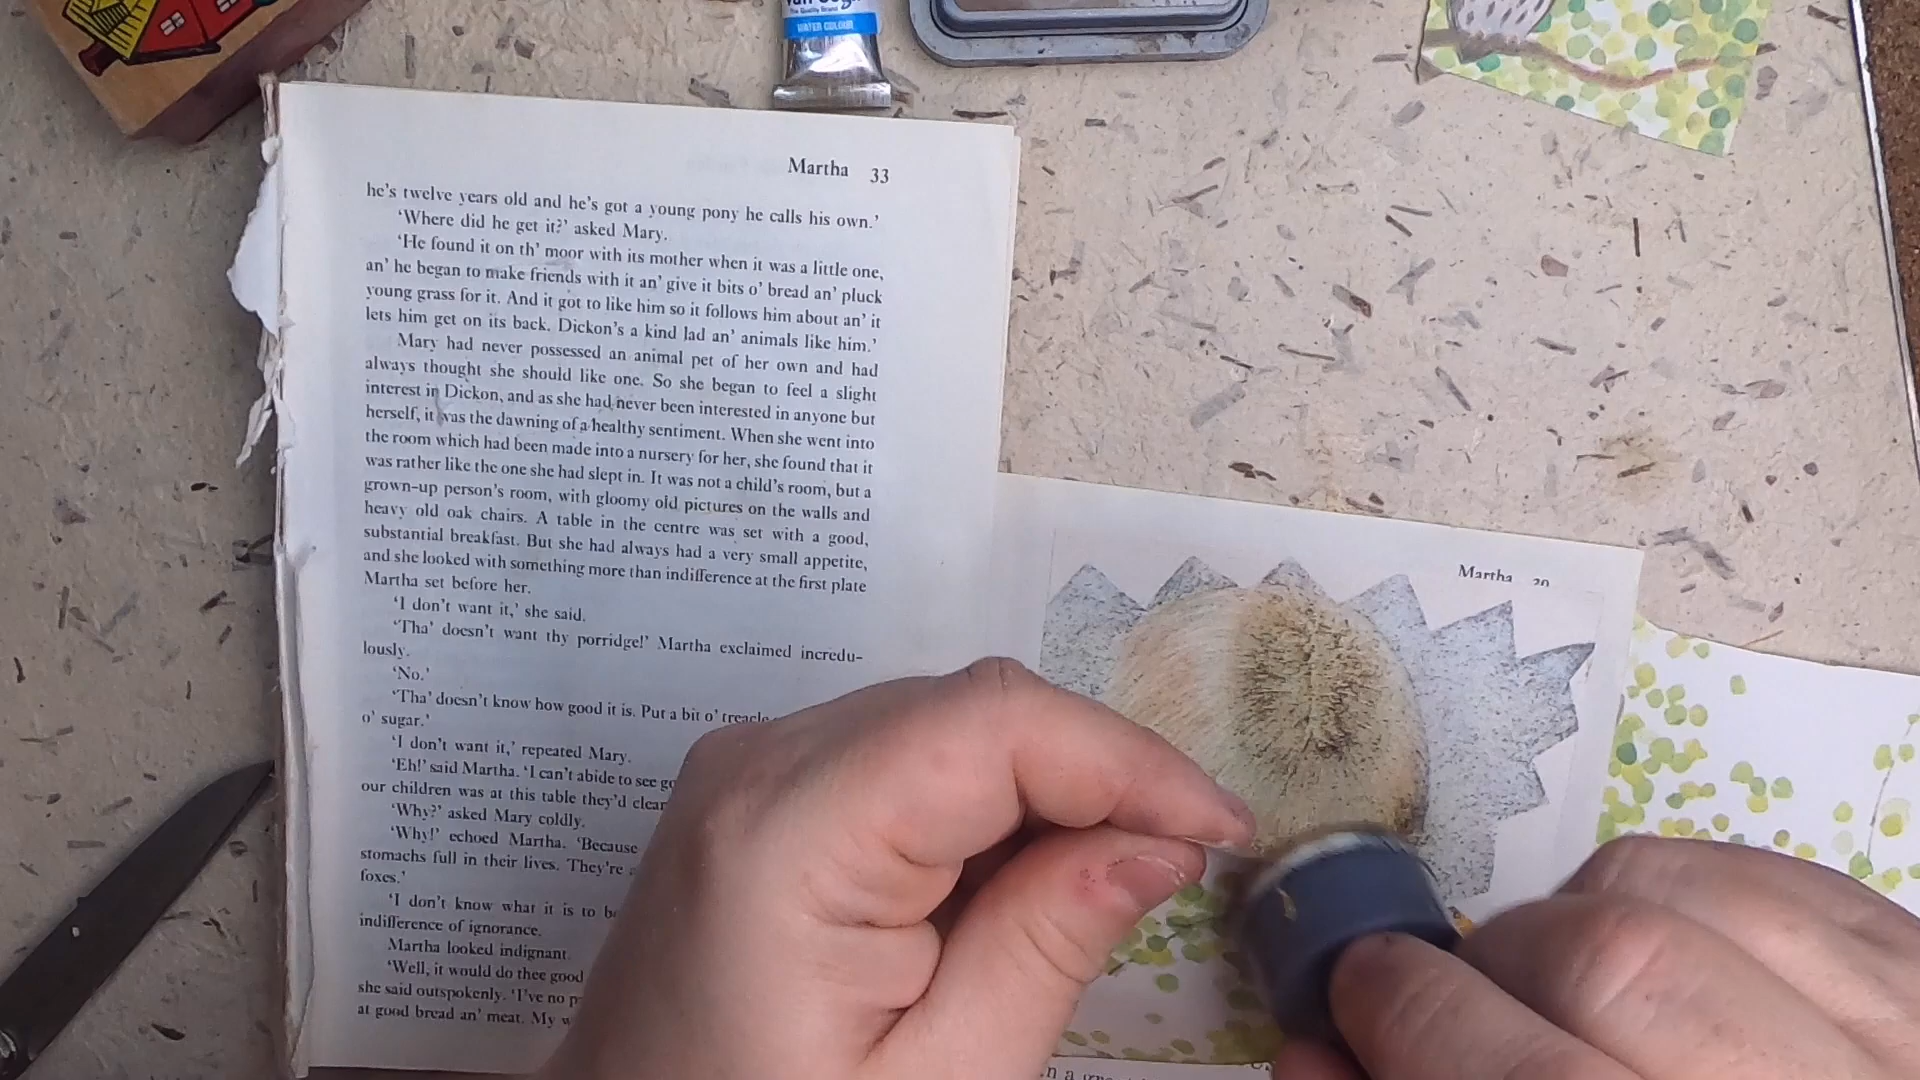 Van Gogh
The Quality Brand
WATER COLOUR
Martha 33
he's twelve years old and he's got a young pony he calls his own.'
'Where did he get it?' asked Mary.
'He found it on th' moor with its mother when it was a little one,
an' he began to make friends with it an' give it bits o' bread an' pluck
young grass for it. And it got to like him so it follows him about an' it
lets him get on its back. Dickon's a kind lad an' animals like him.'
Mary had never possessed an animal pet of her own and had
always thought she should like one. So she began to feel a slight
interest in Dickon, and as she had never been interested in anyone but
herself, it was the dawning of a healthy sentiment. When she went into
the room which had been made into a nursery for her, she found that it
was rather like the one she had slept in. It was not a child's room, but a
grown-up person's room, with gloomy old pictures on the walls and
heavy old oak chairs. A table in the centre was set with a good,
substantial breakfast. But she had always had a very small appetite,
and she looked with something more than indifference at the first plate
Martha set before her.
'I don't want it,' she said.
'Tha' doesn't want thy porridge!' Martha exclaimed incredu-
lously.
'No.'
'Tha' doesn't know how good it is. Put a bit o' treacle
o' sugar.'
'I don't want it,' repeated Mary.
'Eh!' said Martha. 'I can't abide to see go
our children was at this table they'd clea
'Why?' asked Mary coldly.
'Why!' echoed Martha. 'Because
stomachs full in their lives. They're
foxes.'
'I don't know what it is to b
indifference of ignorance.
Martha looked indignant.
'Well, it would do thee good
she said outspokenly. 'I've no p
at good bread an' meat. My w
Martha
n a